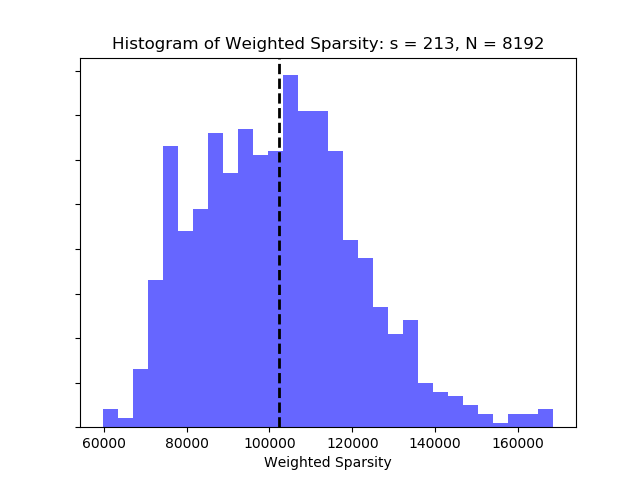 Histogram of Weighted Sparsity: s = 213, N = 8192
60000 80000 100000 120000 140000 160000
Weighted Sparsity